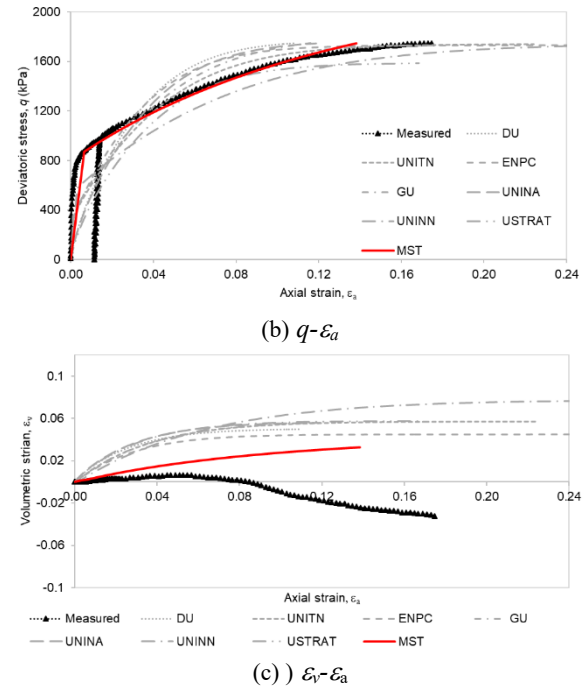 2000
1600
1200
800
400
0
Deviatoric stress, q (kPa)
Measured DU
UNITN ENPC
GU UNINA
UNINN USTRAT
MST
0.00 0.04 0.08 0.12 0.16 0.20 0.24
Axial strain, εa
(b) q-εa
0.1
0.06
0.02
-0.02
-0.06
-0.1
Volumetric strian, εv
0.00 0.04 0.08 0.12 0.16 0.20 0.24
Axial strain, εa
Measured DU UNITN ENPC GU
UNINA UNINN USTRAT MST
(c) ) εv-εa